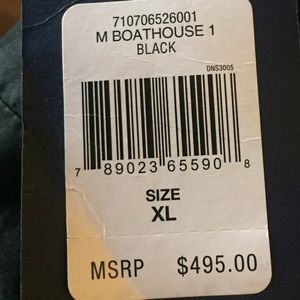 710706526001
M BOATHOUSE 1
BLACK
DNS3005
7 89023 65590 8
SIZE
XL
MSRP $495.00